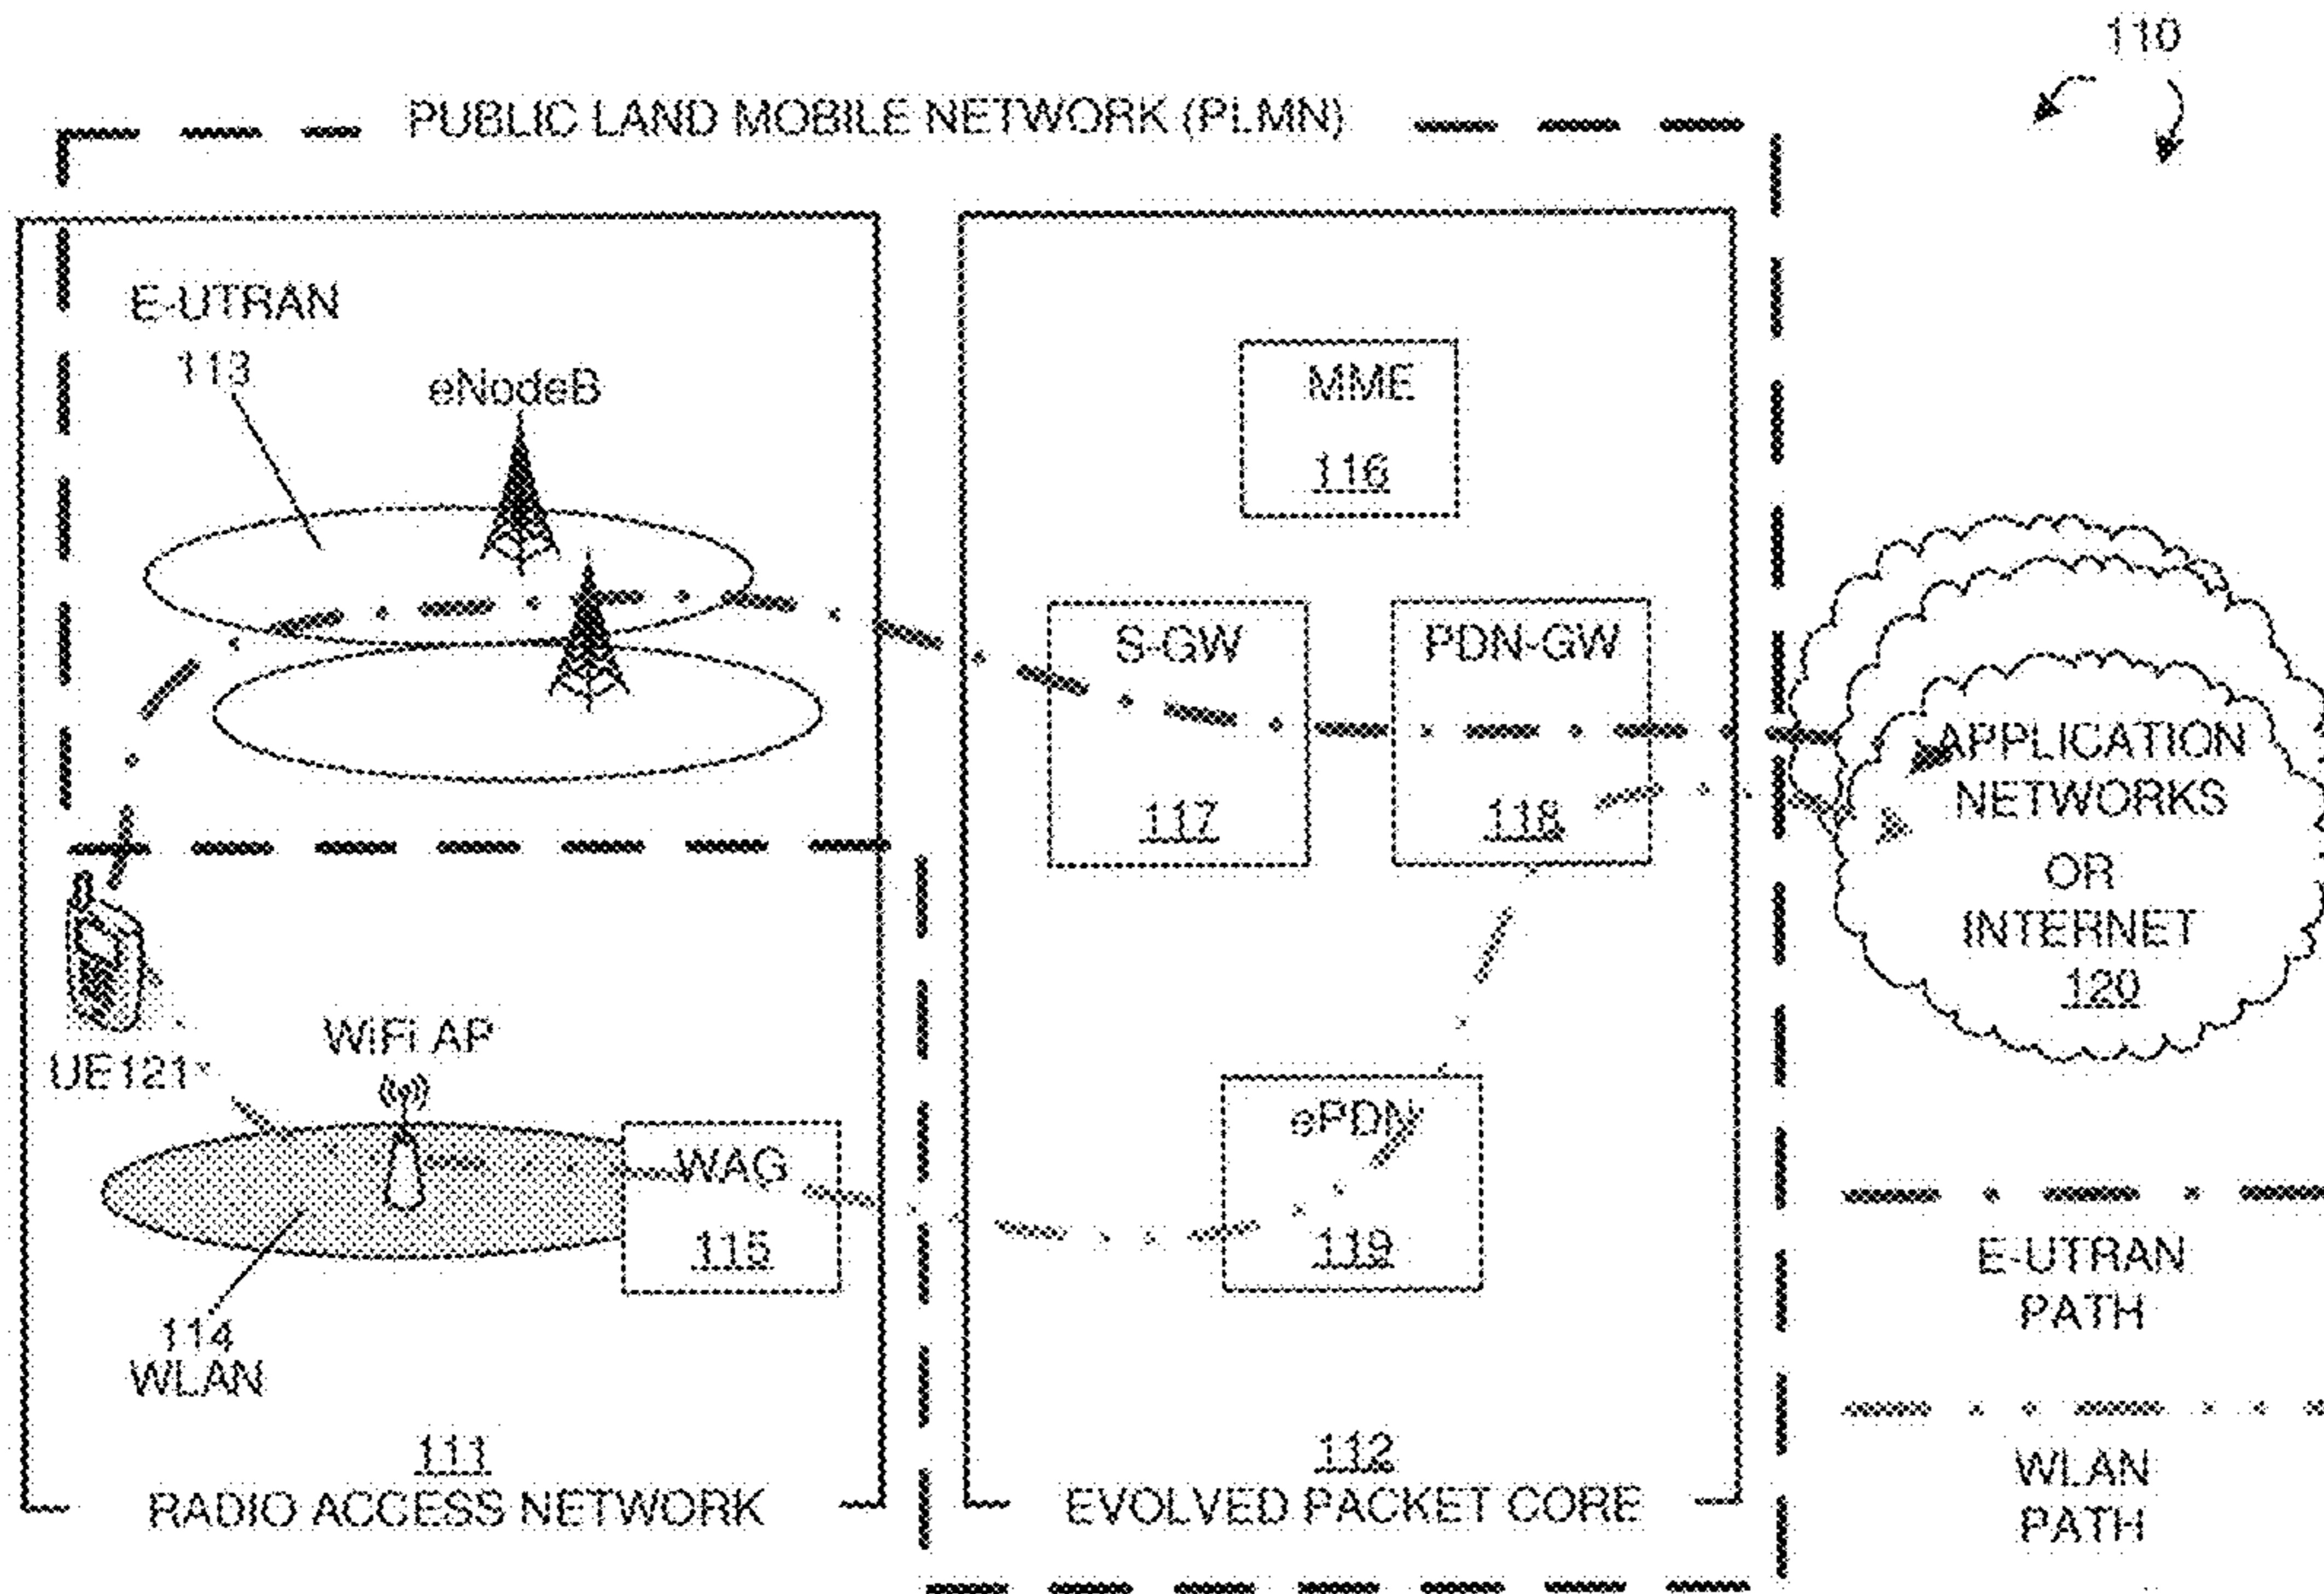 110
PUBLIC LAND MOBILE NETWORK (PLMN)
E-UTRAN
113
eNodeB
MME
116
S-GW
117
PDN-GW
118
APPLICATION
NETWORKS
OR
INTERNET
120
UE121
WiFi AP
WAG
115
114
WLAN
ePDN
119
E-UTRAN
PATH
WLAN
PATH
111
RADIO ACCESS NETWORK
112
EVOLVED PACKET CORE